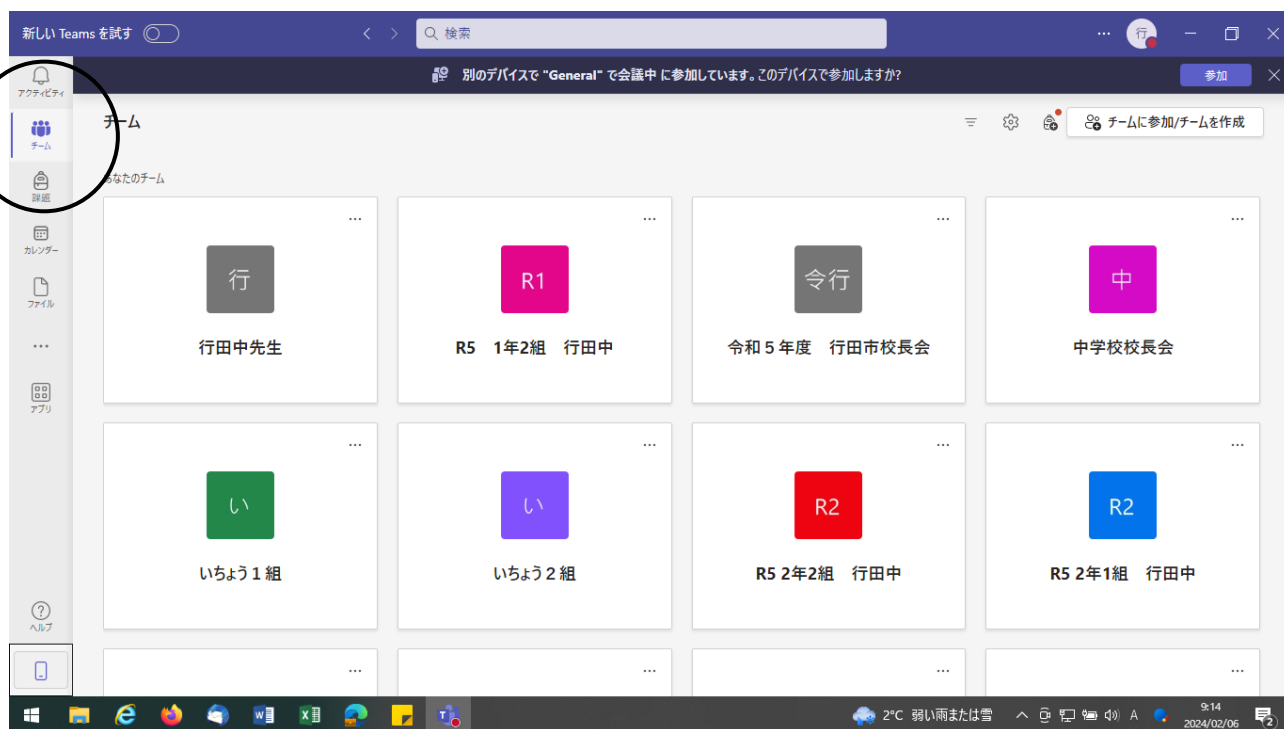 新しい Teams を試す
検索
行
別のデバイスで "General" で会議中 に参加しています。このデバイスで参加しますか?
参加
アクティビティ
チーム
課題
カレンダー
ファイル
アプリ
ヘルプ
チーム
チームに参加/チームを作成
あなたのチーム
行
R1
令行
中
行田中先生
R5 1年2組 行田中
令和5年度 行田市校長会
中学校校長会
い
い
R2
R2
いちょう1組
いちょう2組
R5 2年2組 行田中
R5 2年1組 行田中
2°C 弱い雨または雪
A
9:14
2024/02/06
2